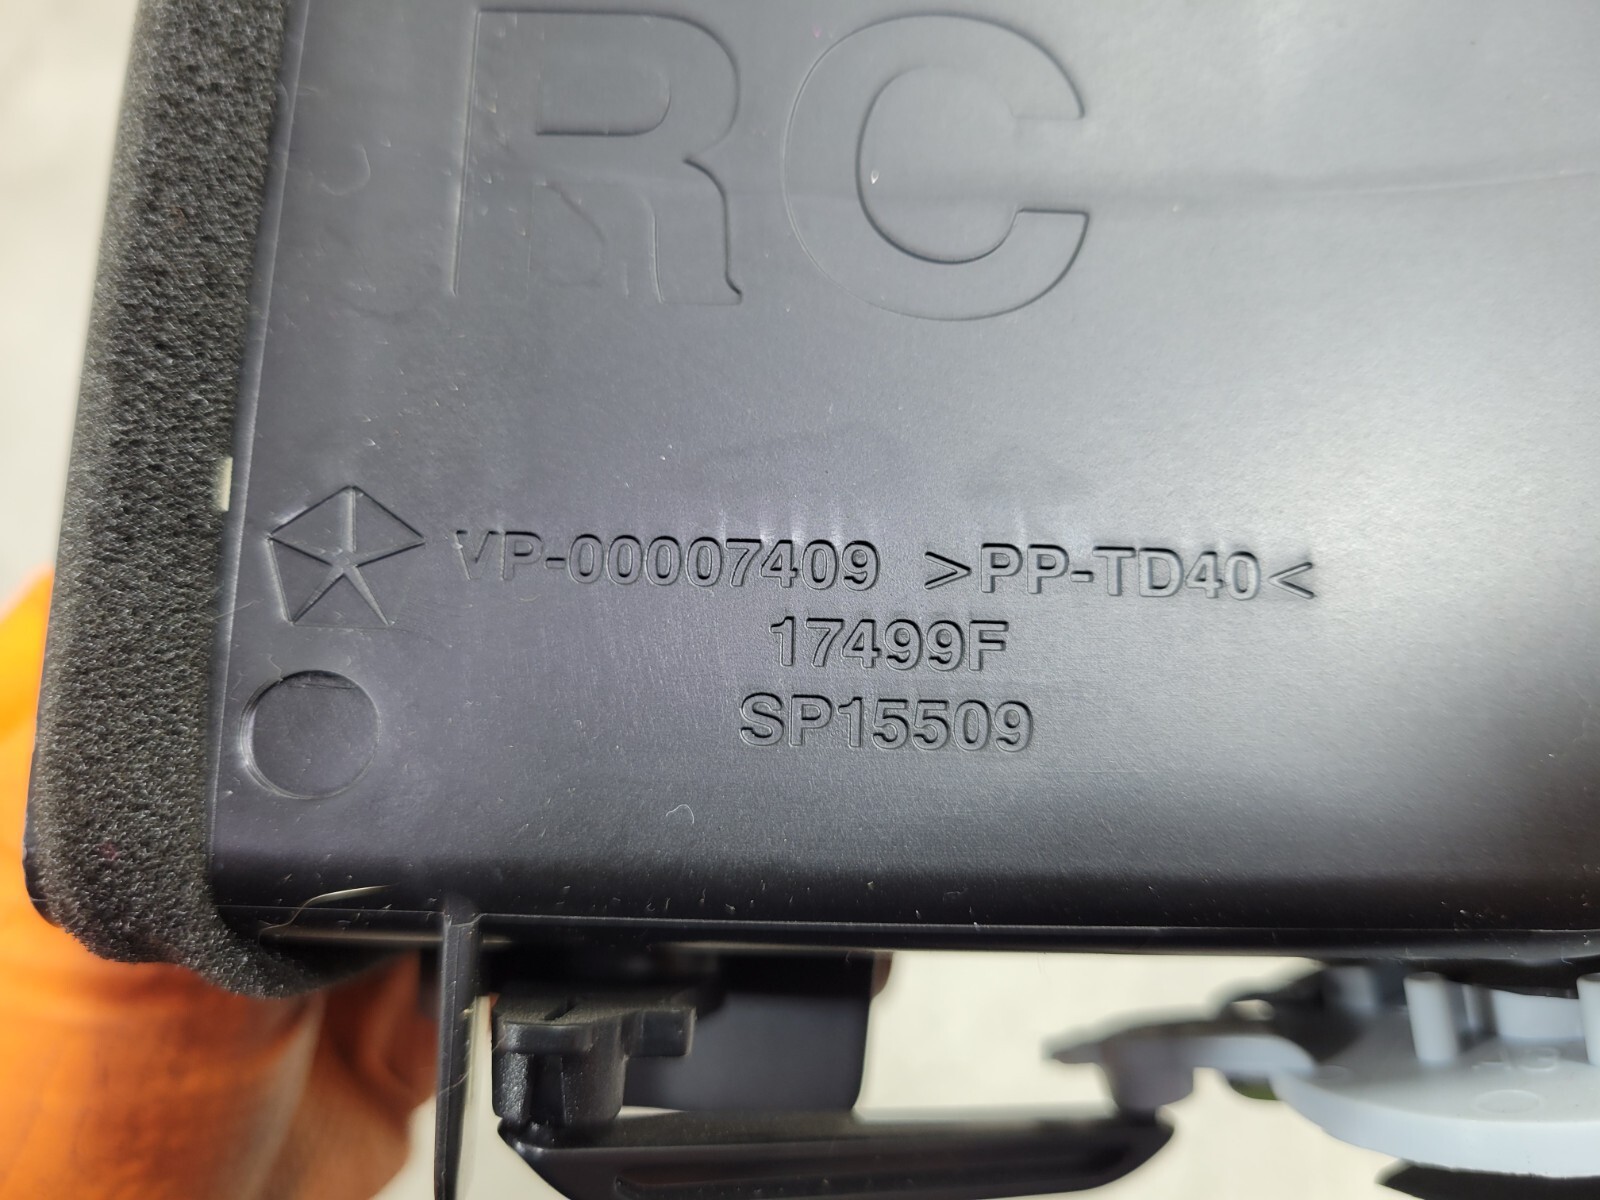 RC
VP-00007409 >PP-TD40<
17499F
SP15509